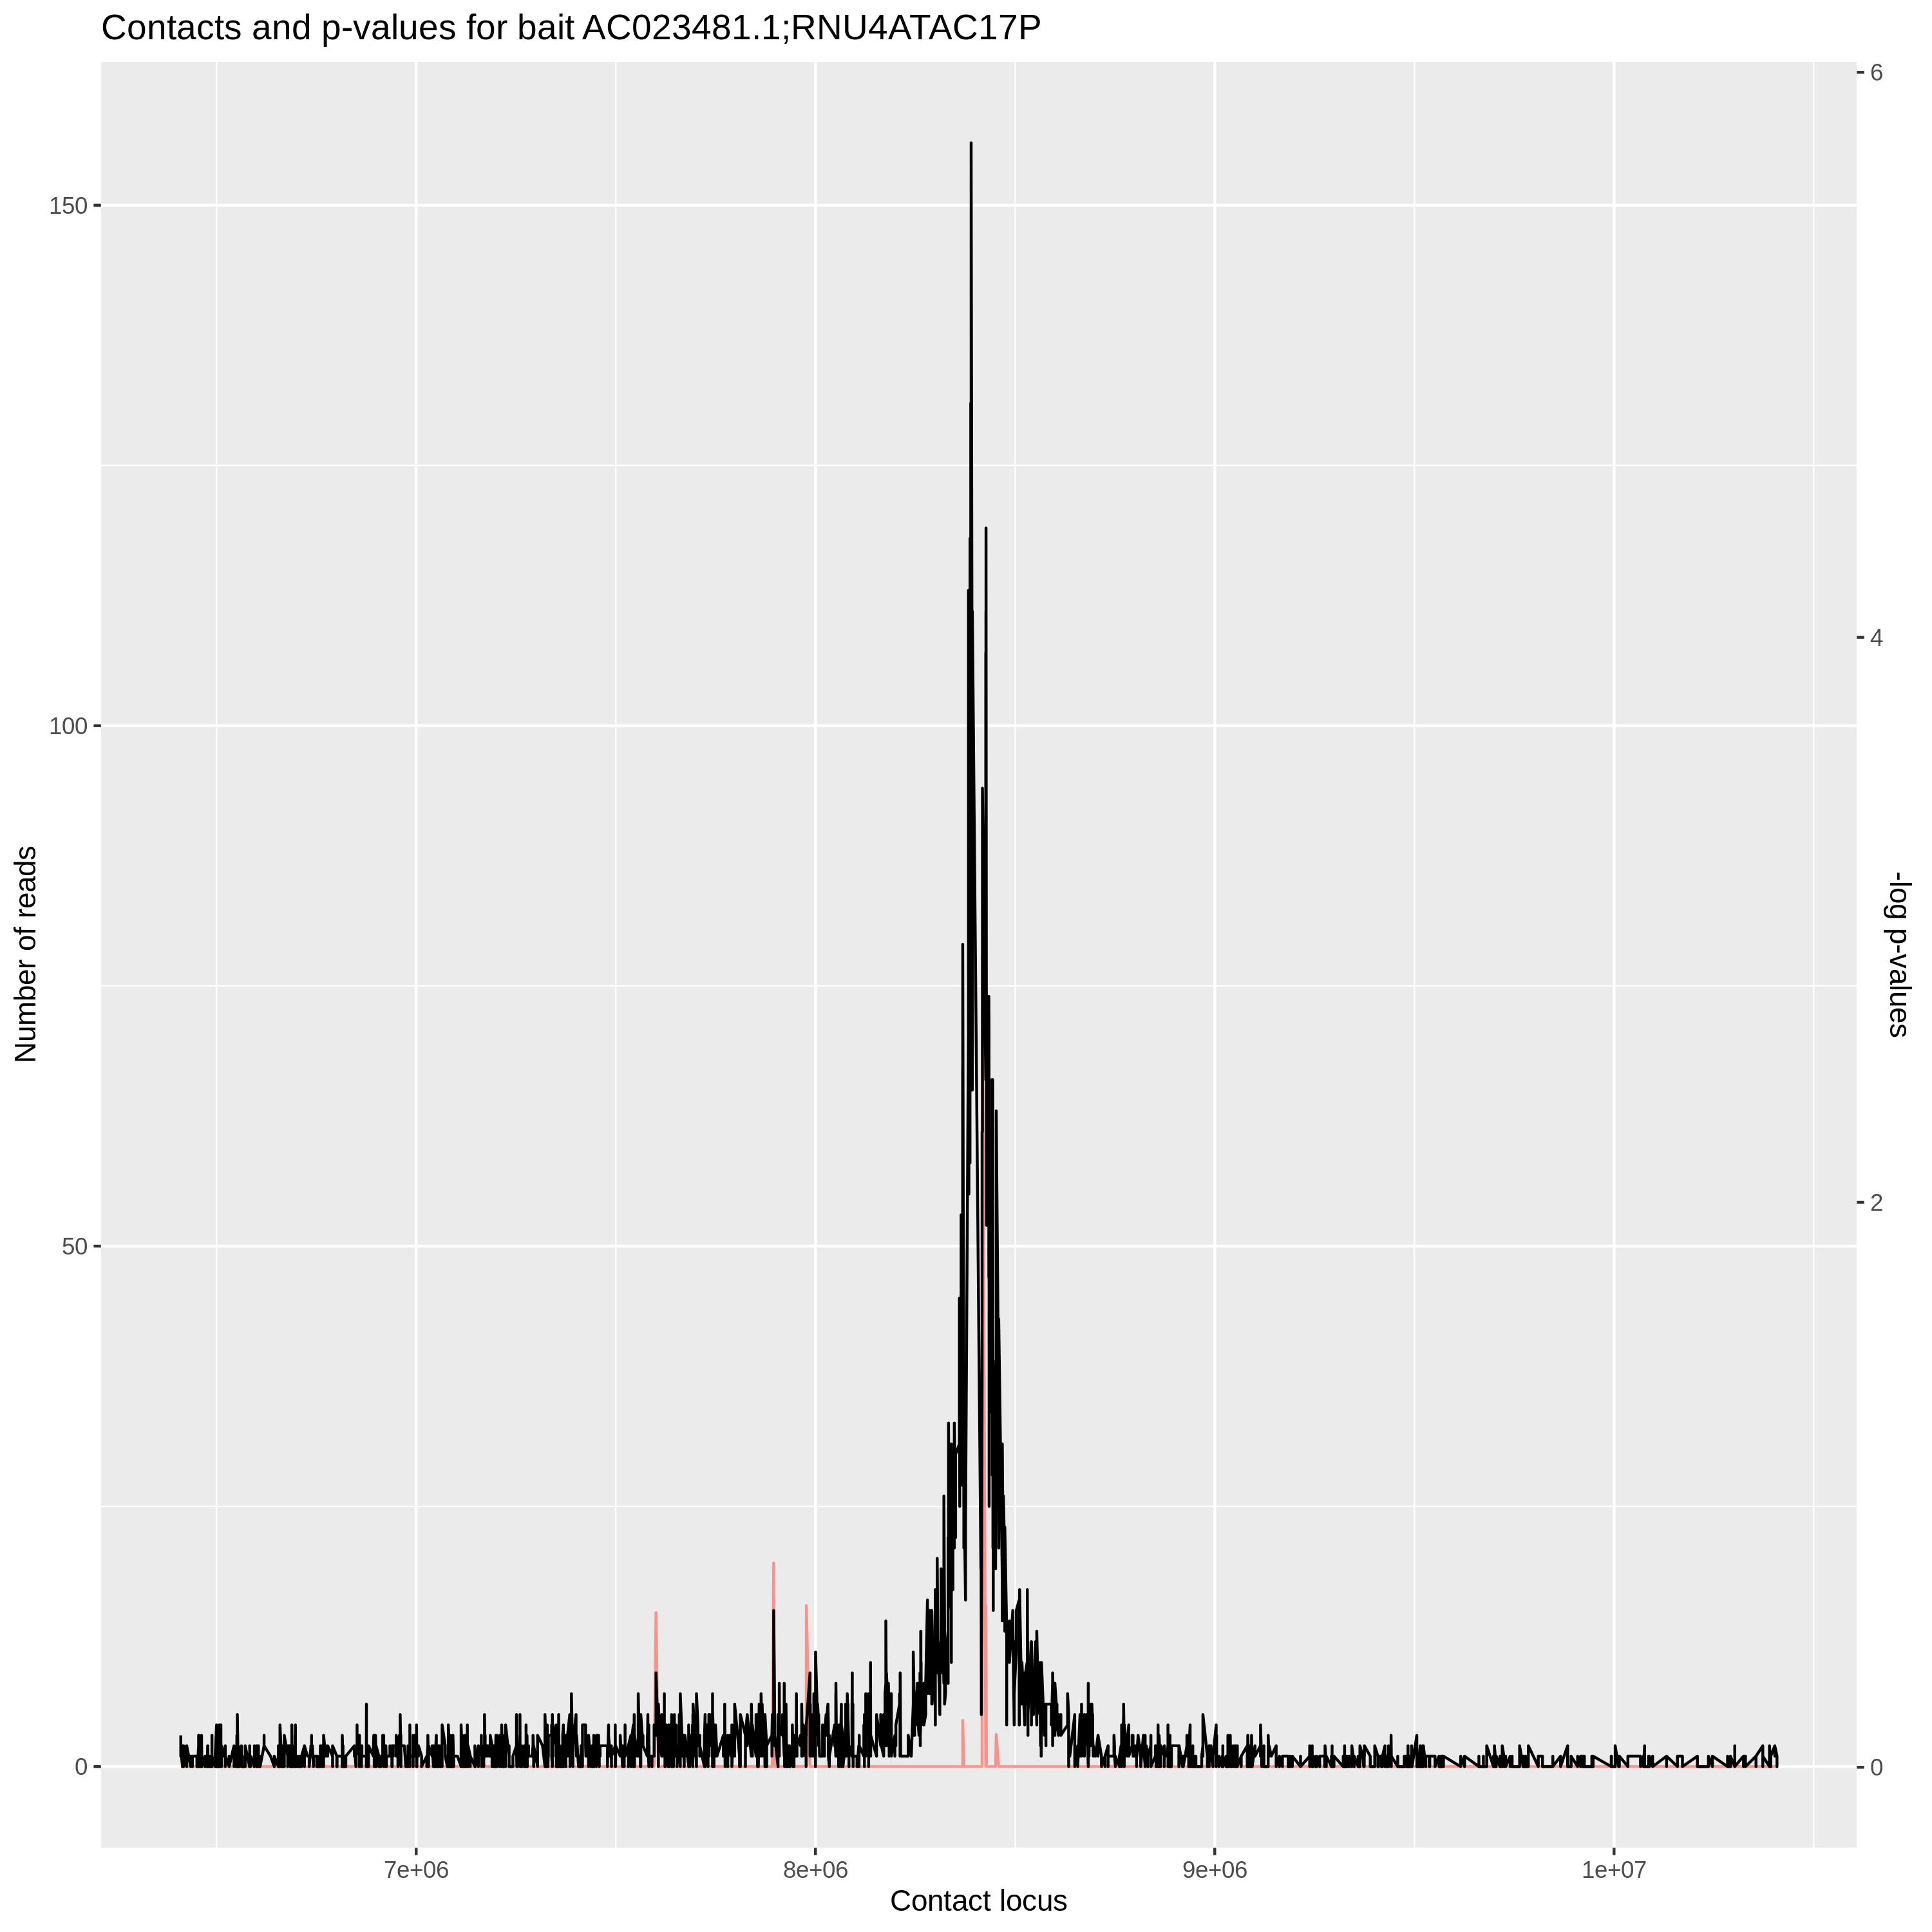 Contacts and p-values for bait AC023481.1;RNU4ATAC17P
150
100
50
0
Number of reads
6
4
2
0
-log p-values
7e+06
8e+06
9e+06
1e+07
Contact locus